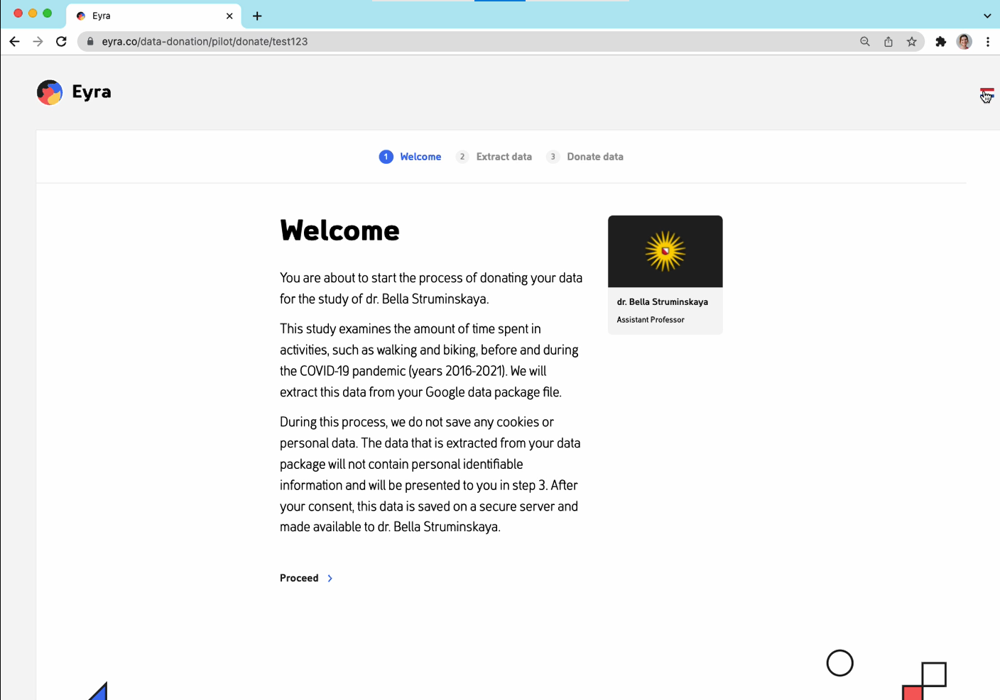 Eyra
eyra.co/data-donation/pilot/donate/test123
Eyra
1 Welcome 2 Extract data 3 Donate data
Welcome
You are about to start the process of donating your data
for the study of dr. Bella Struminskaya.
This study examines the amount of time spent in
activities, such as walking and biking, before and during
the COVID-19 pandemic (years 2016-2021). We will
extract this data from your Google data package file.
During this process, we do not save any cookies or
personal data. The data that is extracted from your data
package will not contain personal identifiable
information and will be presented to you in step 3. After
your consent, this data is saved on a secure server and
made available to dr. Bella Struminskaya.
Proceed
dr. Bella Struminskaya
Assistant Professor